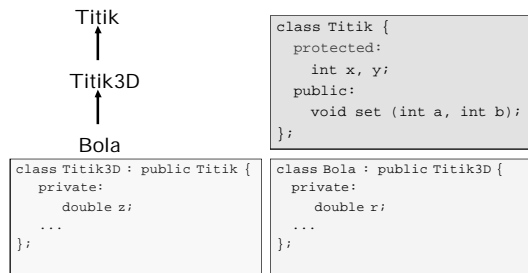 Titik
Titik3D
Bola
class Titik {
protected:
int x, y;
public:
void set (int a, int b);
};
class Titik3D : public Titik {
private:
double z;
...
};
class Bola : public Titik3D {
private:
double r;
...
};